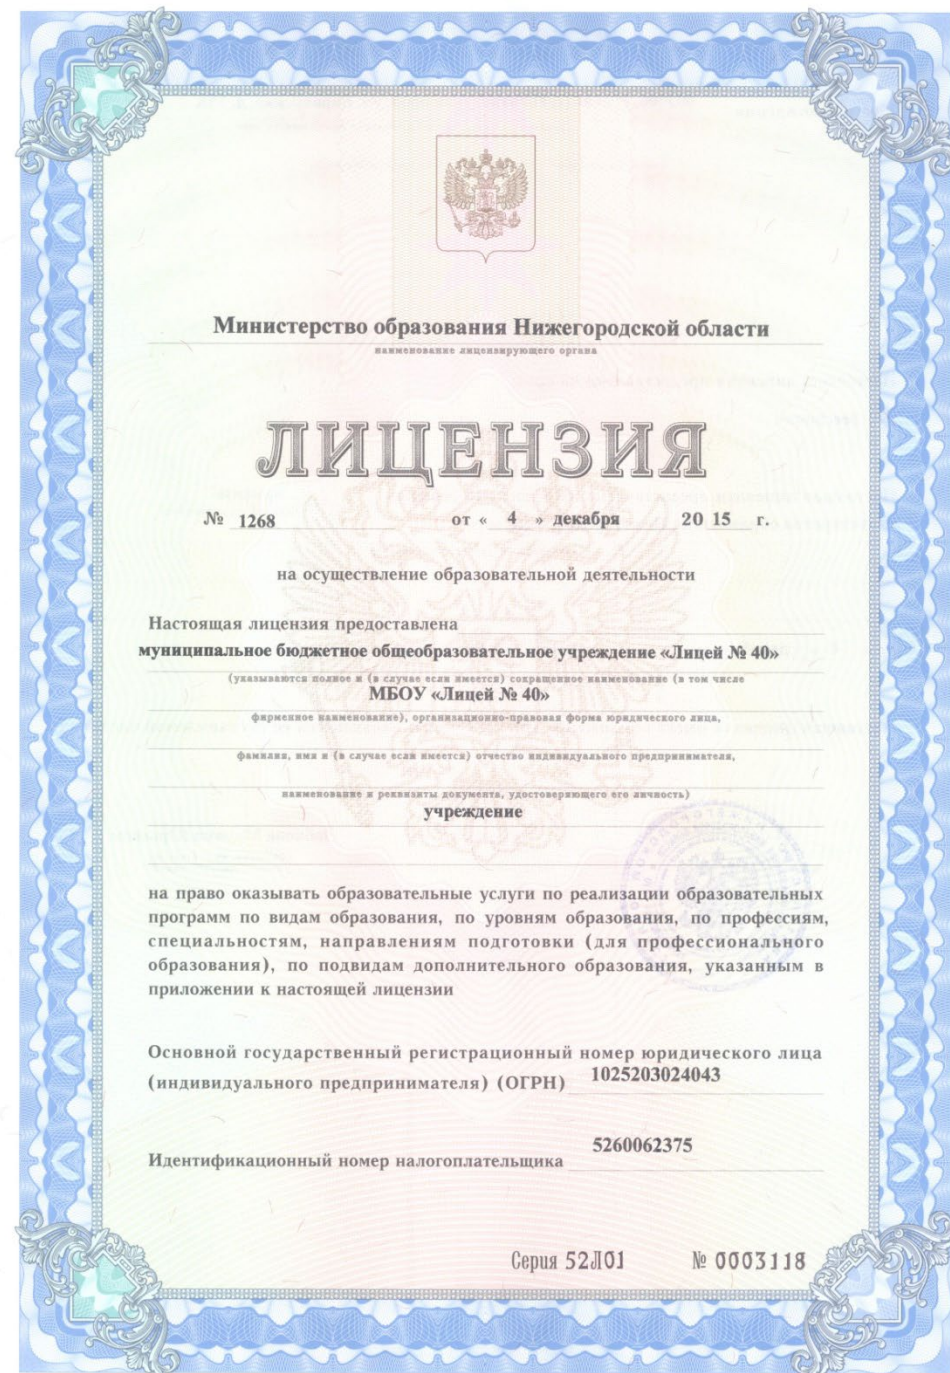 Министерство образования Нижегородской области
наименование лицензирующего органа
ЛИЦЕНЗИЯ
№ 1268 от « 4 » декабря 20 15 г.
на осуществление образовательной деятельности
Настоящая лицензия предоставлена
муниципальное бюджетное общеобразовательное учреждение «Лицей № 40»
(указываются полное и (в случае если имеется) сокращенное наименование (в том числе
МБОУ «Лицей № 40»
фирменное наименование), организационно-правовая форма юридического лица,
фамилия, имя и (в случае если имеется) отчество индивидуального предпринимателя,
наименование и реквизиты документа, удостоверяющего его личность)
учреждение
на право оказывать образовательные услуги по реализации образовательных
программ по видам образования, по уровням образования, по профессиям,
специальностям, направлениям подготовки (для профессионального
образования), по подвидам дополнительного образования, указанным в
приложении к настоящей лицензии
Основной государственный регистрационный номер юридического лица
(индивидуального предпринимателя) (ОГРН) 1025203024043
Идентификационный номер налогоплательщика 5260062375
Серия 52Л01 № 0003118